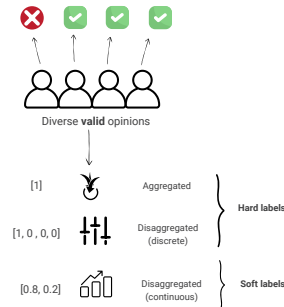 Diverse valid opinions
[1]
Aggregated
[1, 0 , 0, 0]
Disaggregated
(discrete)
Hard labels
[0.8, 0.2]
Disaggregated
(continuous)
Soft labels